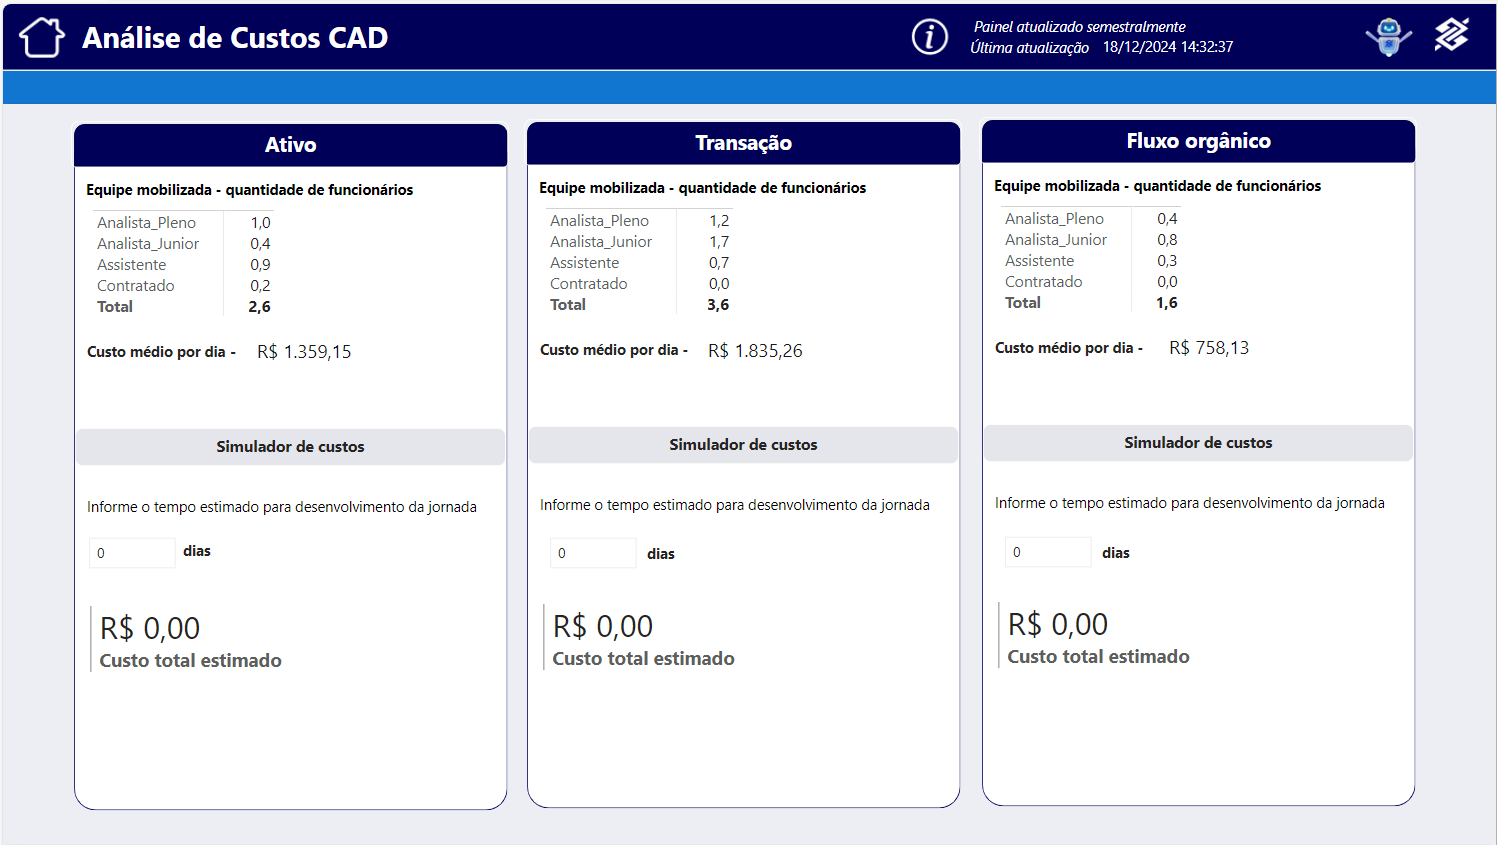 Análise de Custos CAD
Painel atualizado semestralmente
Última atualização 18/12/2024 14:32:37
Ativo
Equipe mobilizada - quantidade de funcionários
Analista_Pleno 1,0
Analista_Junior 0,4
Assistente 0,9
Contratado 0,2
Total 2,6
Custo médio por dia - R$ 1.359,15
Simulador de custos
Informe o tempo estimado para desenvolvimento da jornada
0 dias
R$ 0,00
Custo total estimado
Transação
Equipe mobilizada - quantidade de funcionários
Analista_Pleno 1,2
Analista_Junior 1,7
Assistente 0,7
Contratado 0,0
Total 3,6
Custo médio por dia - R$ 1.835,26
Simulador de custos
Informe o tempo estimado para desenvolvimento da jornada
0 dias
R$ 0,00
Custo total estimado
Fluxo orgânico
Equipe mobilizada - quantidade de funcionários
Analista_Pleno 0,4
Analista_Junior 0,8
Assistente 0,3
Contratado 0,0
Total 1,6
Custo médio por dia - R$ 758,13
Simulador de custos
Informe o tempo estimado para desenvolvimento da jornada
0 dias
R$ 0,00
Custo total estimado